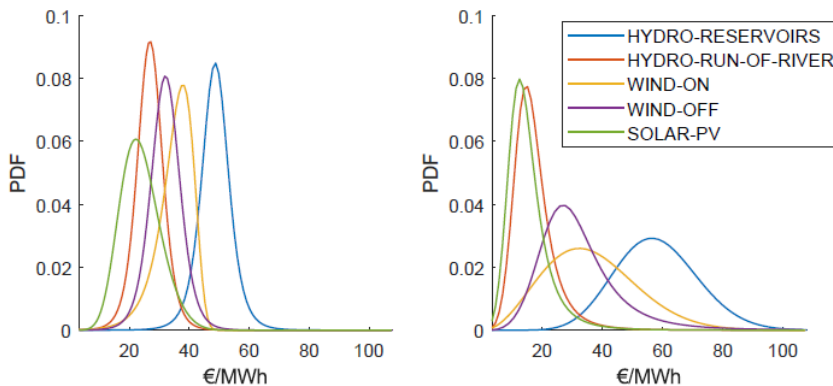 0.1
0.08
0.06
0.04
0.02
0
PDF
20 40 60 80 100
€/MWh
0.1
0.08
0.06
0.04
0.02
0
PDF
20 40 60 80 100
€/MWh
HYDRO-RESERVOIRS
HYDRO-RUN-OF-RIVER
WIND-ON
WIND-OFF
SOLAR-PV